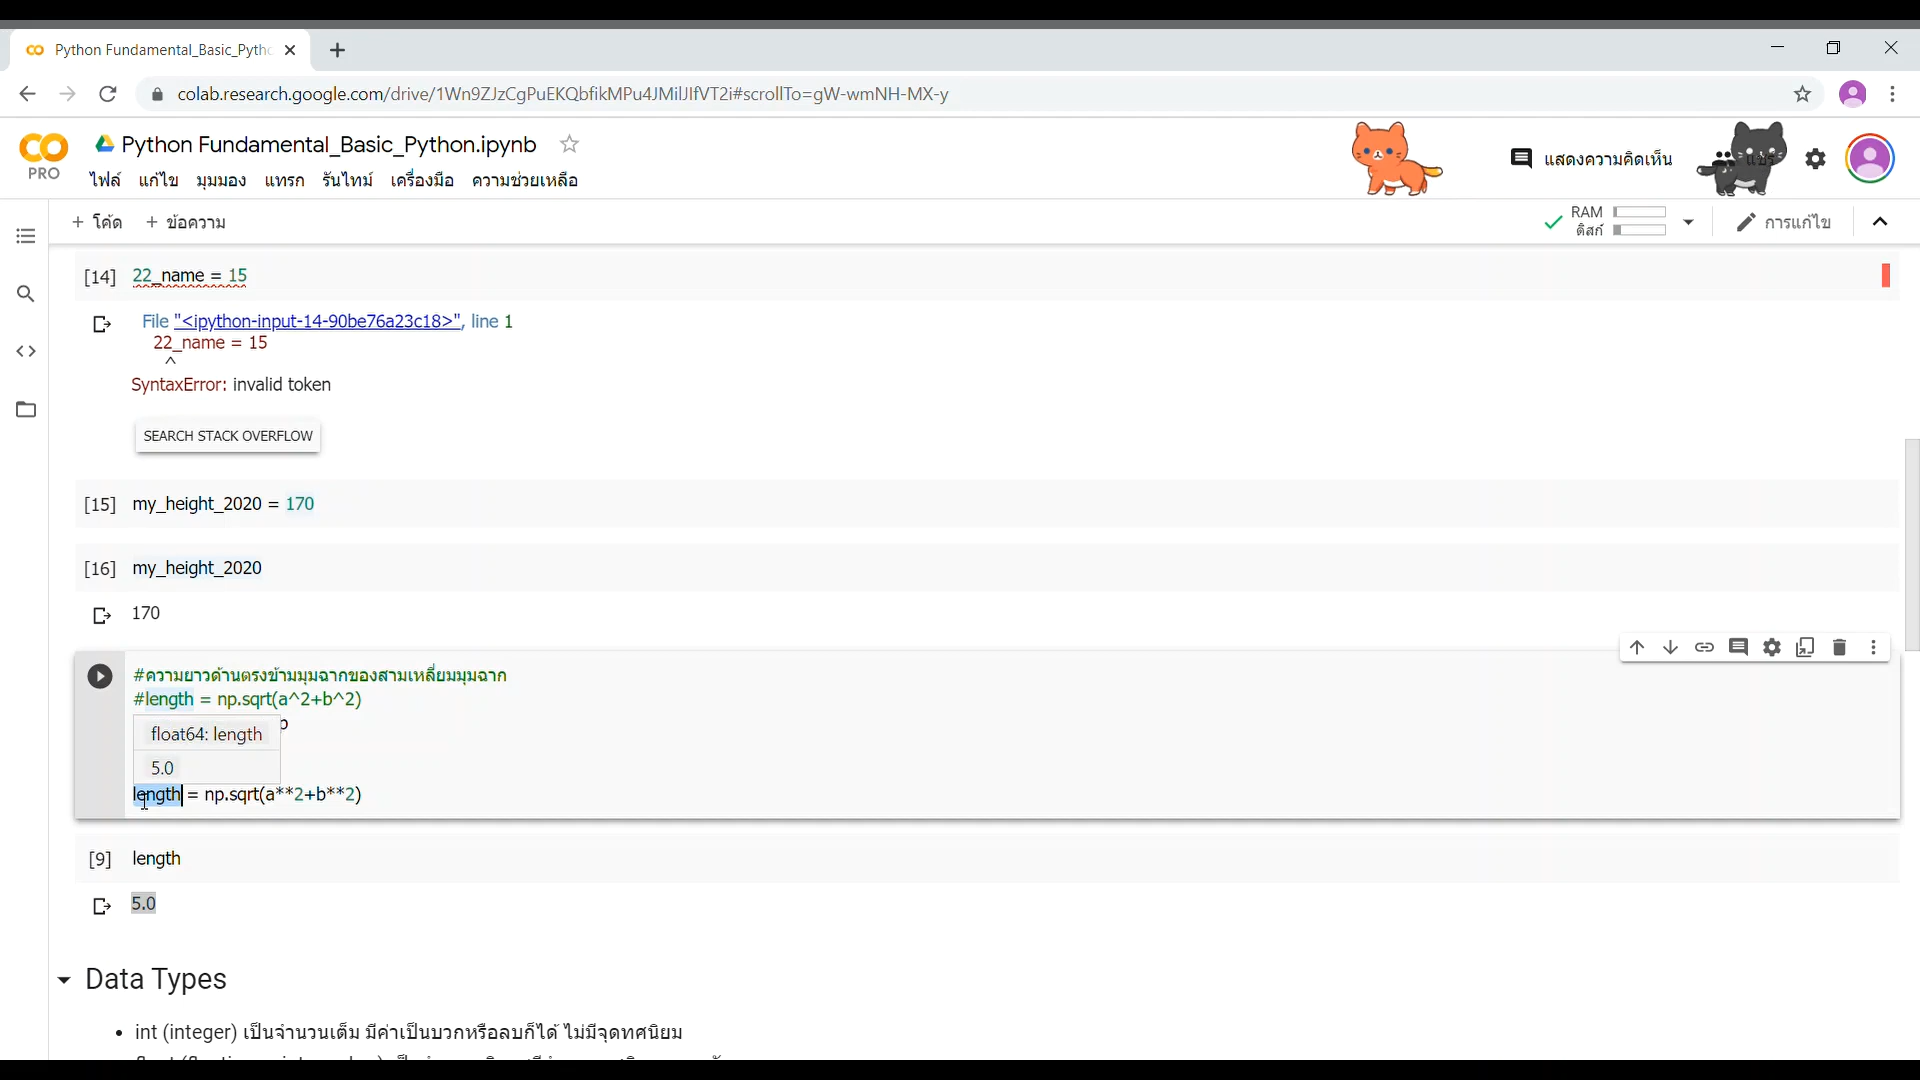 Python Fundamental_Basic_Pytho
colab.research.google.com/drive/1Wn9ZJzCgPuEKQbfikMPu4JMilJlfVT2i#scrollTo=gW-wmNH-MX-y
CO
PRO
Python Fundamental_Basic_Python.ipynb
ไฟล์ แก้ไข มุมมอง แทรก รันไทม์ เครื่องมือ ความช่วยเหลือ
แสดงความคิดเห็น
แชร์
+ โค้ด + ข้อความ
RAM
ดิสก์
การแก้ไข
[14] 22_name = 15
File "<ipython-input-14-90be76a23c18>", line 1
22_name = 15
^
SyntaxError: invalid token
SEARCH STACK OVERFLOW
[15] my_height_2020 = 170
[16] my_height_2020
170
#ความยาวด้านตรงข้ามมุมฉากของสามเหลี่ยมมุมฉาก
#length = np.sqrt(a^2+b^2)
float64: length
5.0
length = np.sqrt(a**2+b**2)
[9] length
5.0
Data Types
• int (integer) เป็นจำนวนเต็ม มีค่าเป็นบวกหรือลบก็ได้ ไม่มีจุดทศนิยม